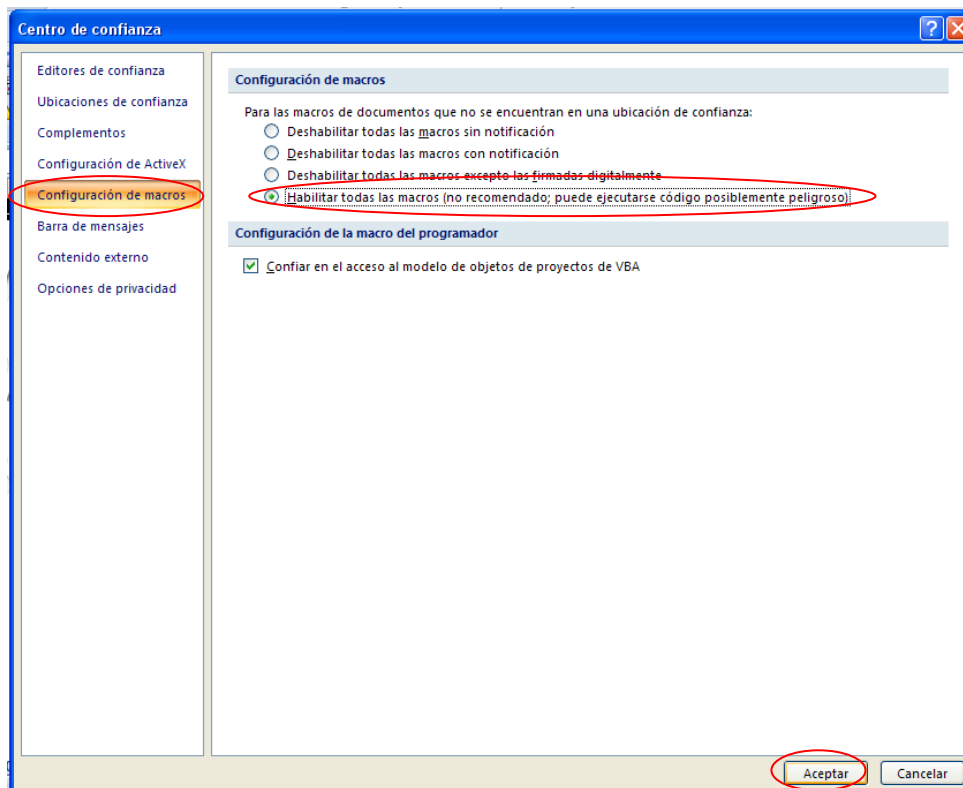 Centro de confianza
Editores de confianza
Ubicaciones de confianza
Complementos
Configuración de ActiveX
Configuración de macros
Barra de mensajes
Contenido externo
Opciones de privacidad
Configuración de macros
Para las macros de documentos que no se encuentran en una ubicación de confianza:
Deshabilitar todas las macros sin notificación
Deshabilitar todas las macros con notificación
Deshabilitar todas las macros excepto las firmadas digitalmente
Habilitar todas las macros (no recomendado; puede ejecutarse código posiblemente peligroso)
Configuración de la macro del programador
Confiar en el acceso al modelo de objetos de proyectos de VBA
Aceptar
Cancelar